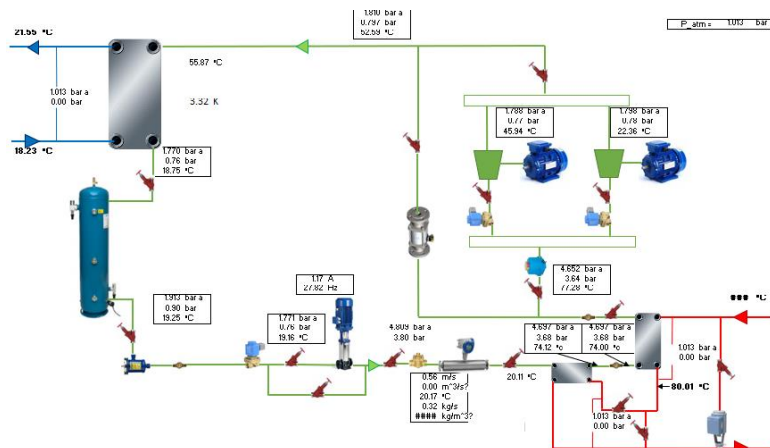 1.810 bar a
0.797 bar
52.59 °C
P_atm = 1.013 bar
21.55 °C
55.87 °C
1.013 bar a
0.00 bar
3.32 K
18.23 °C
1.770 bar a
0.76 bar
18.75 °C
1.788 bar a
0.77 bar
45.94 °C
1.798 bar a
0.78 bar
22.36 °C
4.652 bar a
3.64 bar
77.28 °C
1.17 A
27.82 Hz
1.913 bar a
0.90 bar
19.25 °C
1.771 bar a
0.76 bar
19.16 °C
4.809 bar a
3.80 bar
4.697 bar a
3.68 bar
74.12 °c
4.697 bar a
3.68 bar
74.00 °c
### °C
1.013 bar a
0.00 bar
0.56 m/s
0.00 m^3/s?
20.17 °C
0.32 kg/s
#### kg/m^3?
20.11 °C
80.01 °C
1.013 bar a
0.00 bar